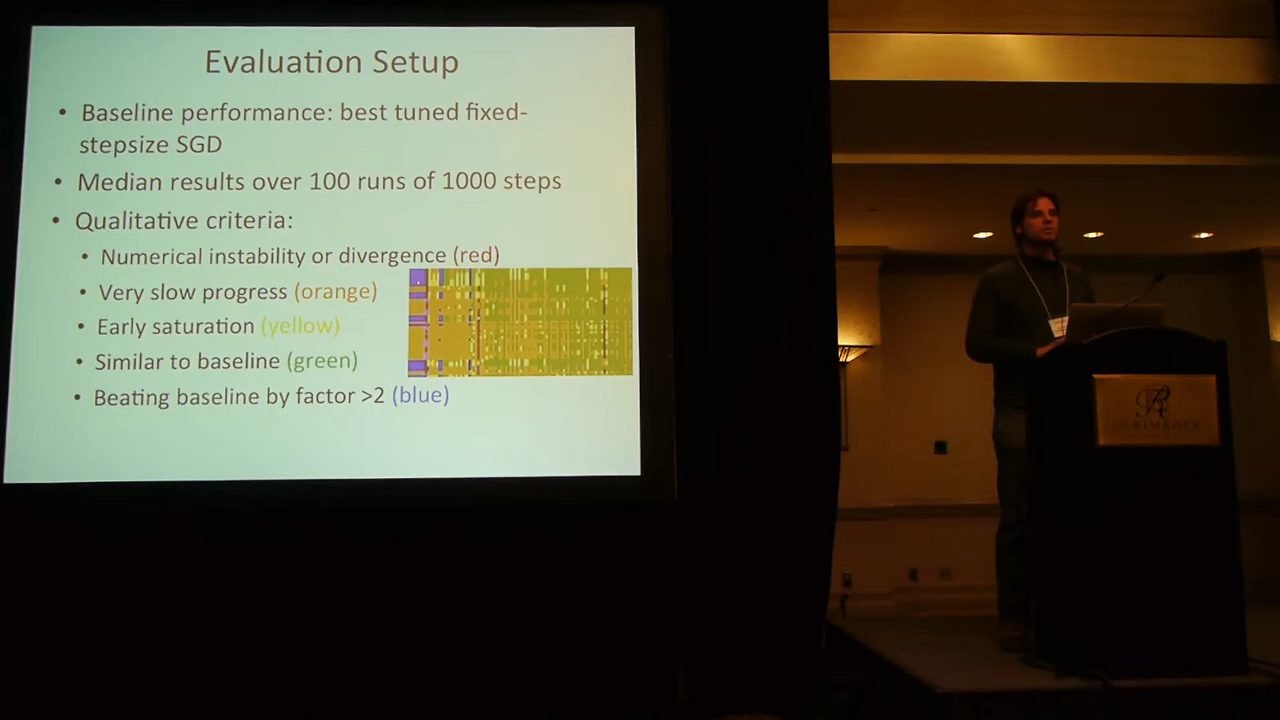 Evaluation Setup
• Baseline performance: best tuned fixed-
stepsize SGD
• Median results over 100 runs of 1000 steps
• Qualitative criteria:
• Numerical instability or divergence (red)
• Very slow progress (orange)
• Early saturation (yellow)
• Similar to baseline (green)
• Beating baseline by factor >2 (blue)